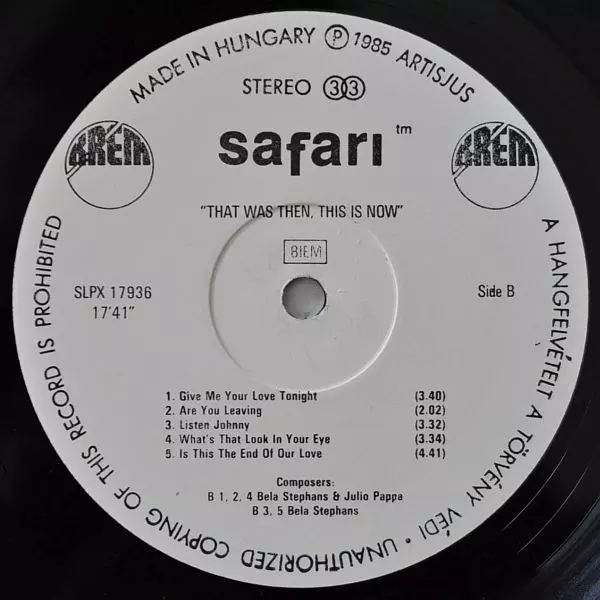 MADE IN HUNGARY Ⓟ 1985 ARTISJUS
STEREO 33
KRÉM
safari™
KRÉM
"THAT WAS THEN, THIS IS NOW"
BIEM
SLPX 17936
17'41"
Side B
1. Give Me Your Love Tonight (3.40)
2. Are You Leaving (2.02)
3. Listen Johnny (3.32)
4. What's That Look In Your Eye (3.34)
5. Is This The End Of Our Love (4.41)
Composers:
B 1, 2, 4 Bela Stephans & Julio Pappa
B 3, 5 Bela Stephans
A HANGFELVÉTELT A TÖRVÉNY VÉDI • UNAUTHORIZED COPYING OF THIS RECORD IS PROHIBITED